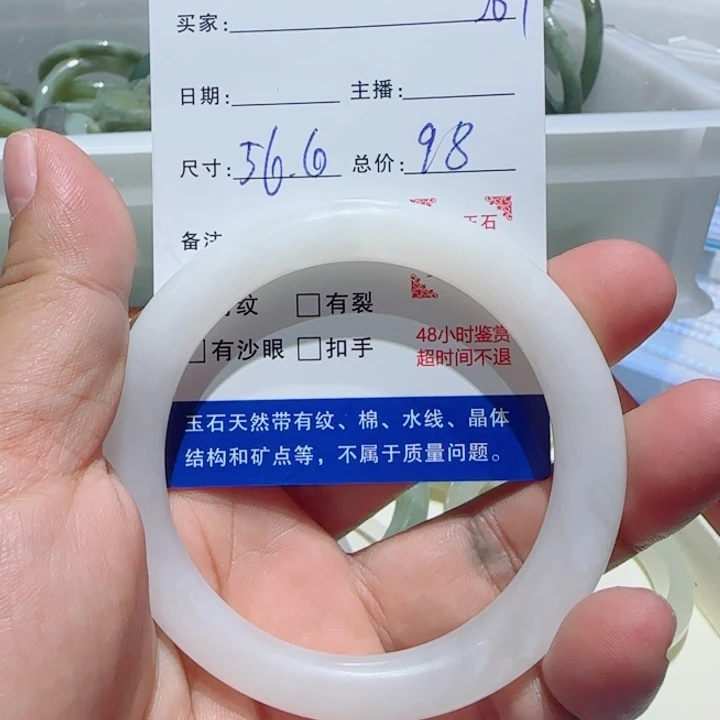 买家:
日期: 主播:
尺寸: 56.6 总价: 98
备注
玉石
纹 □有裂
□有沙眼 □扣手
48小时鉴赏
超时间不退
玉石天然带有纹、棉、水线、晶体
结构和矿点等，不属于质量问题。